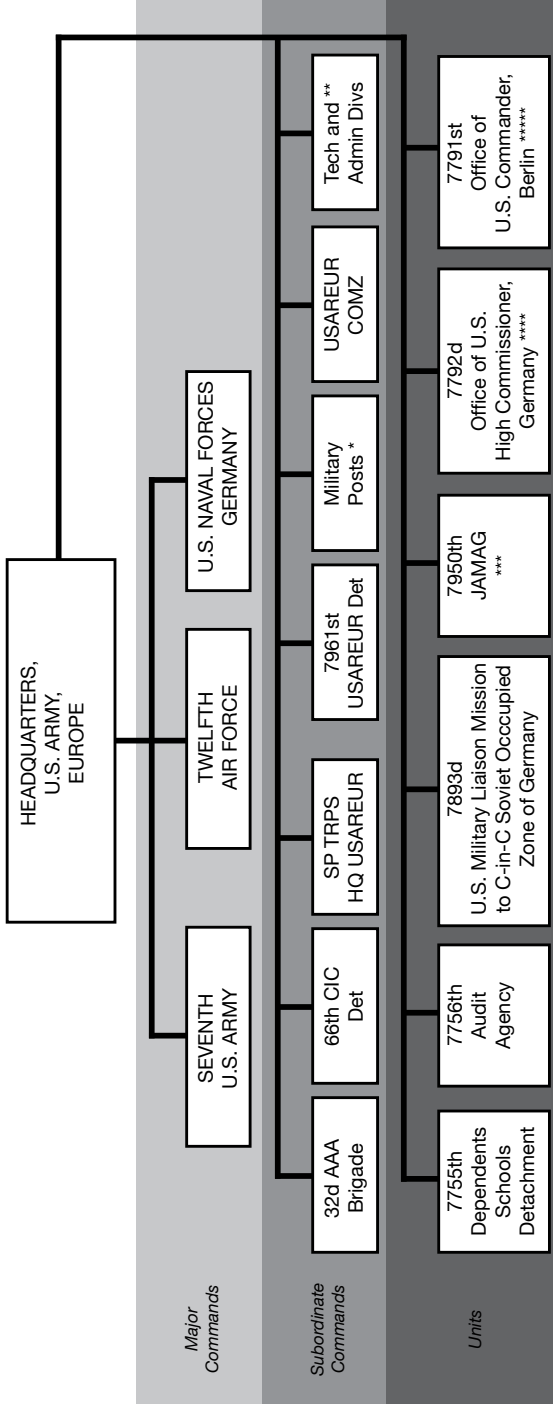 HEADQUARTERS,
U.S. ARMY,
EUROPE
Major
Commands
SEVENTH
U.S. ARMY
TWELFTH
AIR FORCE
U.S. NAVAL FORCES
GERMANY
Subordinate
Commands
32d AAA
Brigade
66th CIC
Det
SP TRPS
HQ USAREUR
7961st
USAREUR Det
Military
Posts *
USAREUR
COMZ
Tech and **
Admin Divs
Units
7755th
Dependents
Schools
Detachment
7756th
Audit
Agency
7893d
U.S. Military Liaison Mission
to C-in-C Soviet Occcupied
Zone of Germany
7950th
JAMAG
***
7792d
Office of U.S.
High Commissioner,
Germany ****
7791st
Office of
U.S. Commander,
Berlin *****